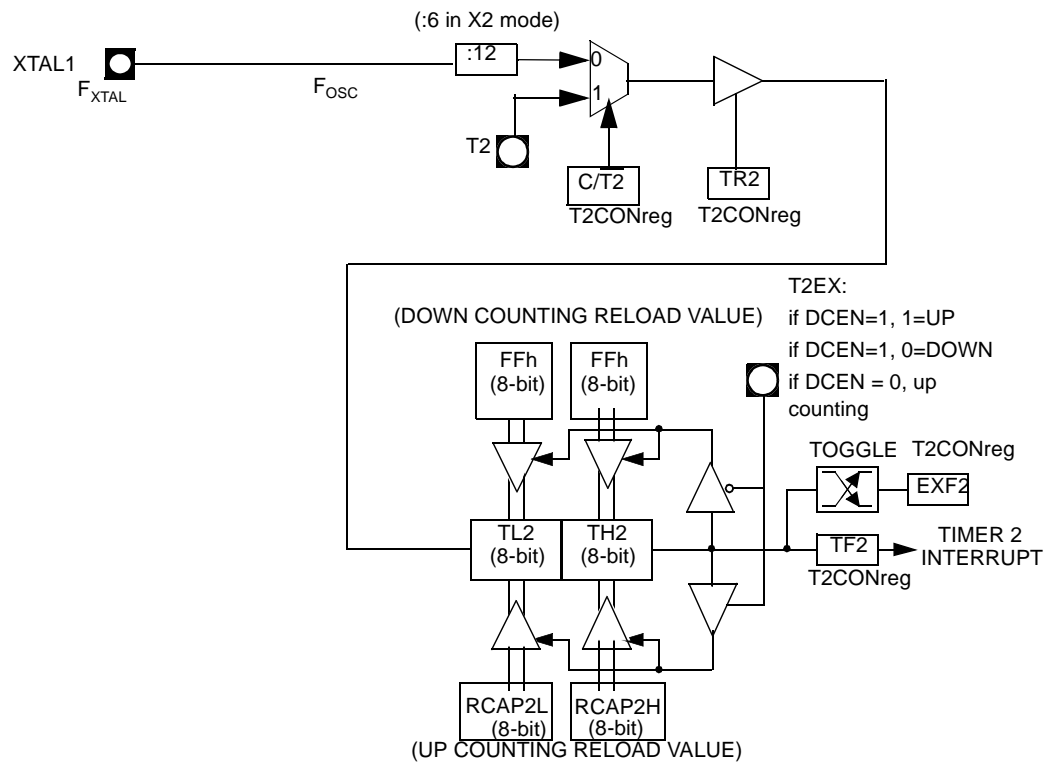 (:6 in X2 mode)
XTAL1
:12
0
F_XTAL
F_OSC
1
T2
C/T2
TR2
T2CONreg
T2CONreg
T2EX:
if DCEN=1, 1=UP
if DCEN=1, 0=DOWN
if DCEN = 0, up
counting
(DOWN COUNTING RELOAD VALUE)
FFh
(8-bit)
FFh
(8-bit)
TOGGLE
T2CONreg
EXF2
TL2
(8-bit)
TH2
(8-bit)
TF2
T2CONreg
TIMER 2
INTERRUPT
RCAP2L
(8-bit)
RCAP2H
(8-bit)
(UP COUNTING RELOAD VALUE)